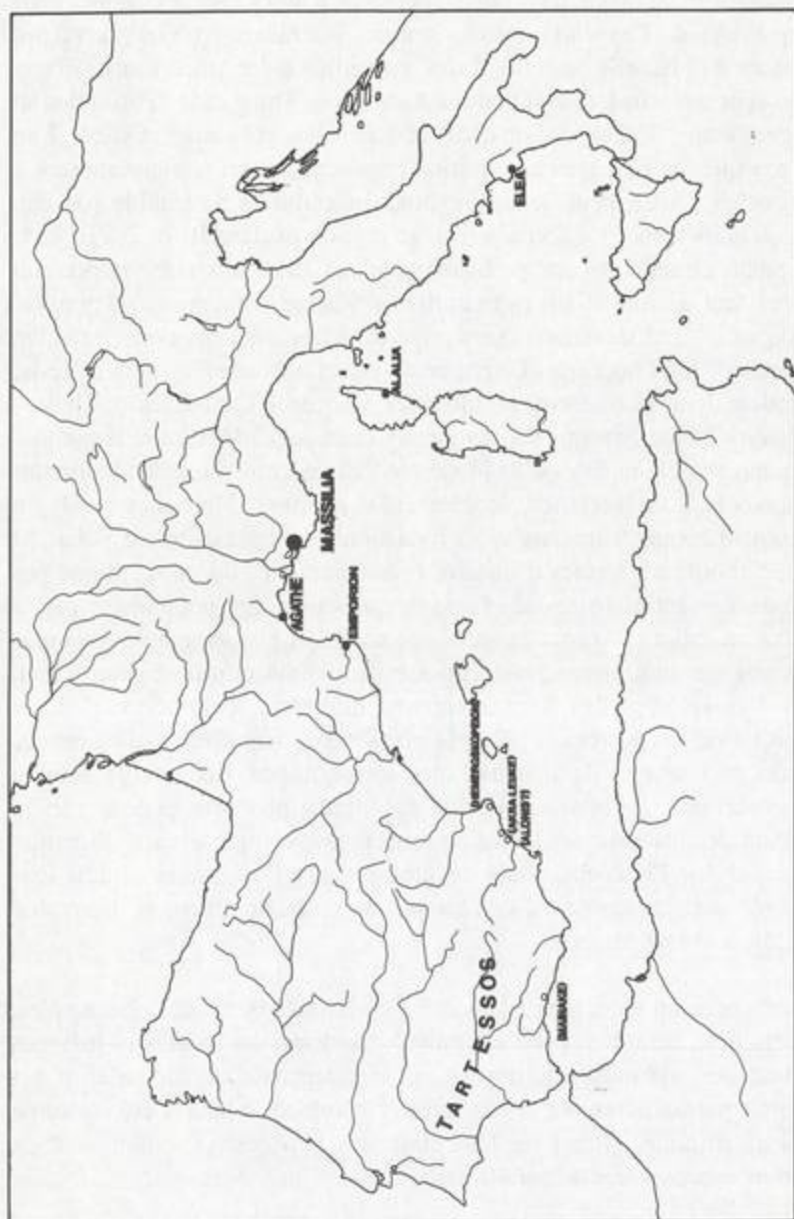 ELEA
ALALIA
MASSILIA
AGATHE
EMPORION
(HEMEROSKOPEION)
(AKRA LEUKE)
(ALONIS?)
TARTESSOS
(MAINAKE)